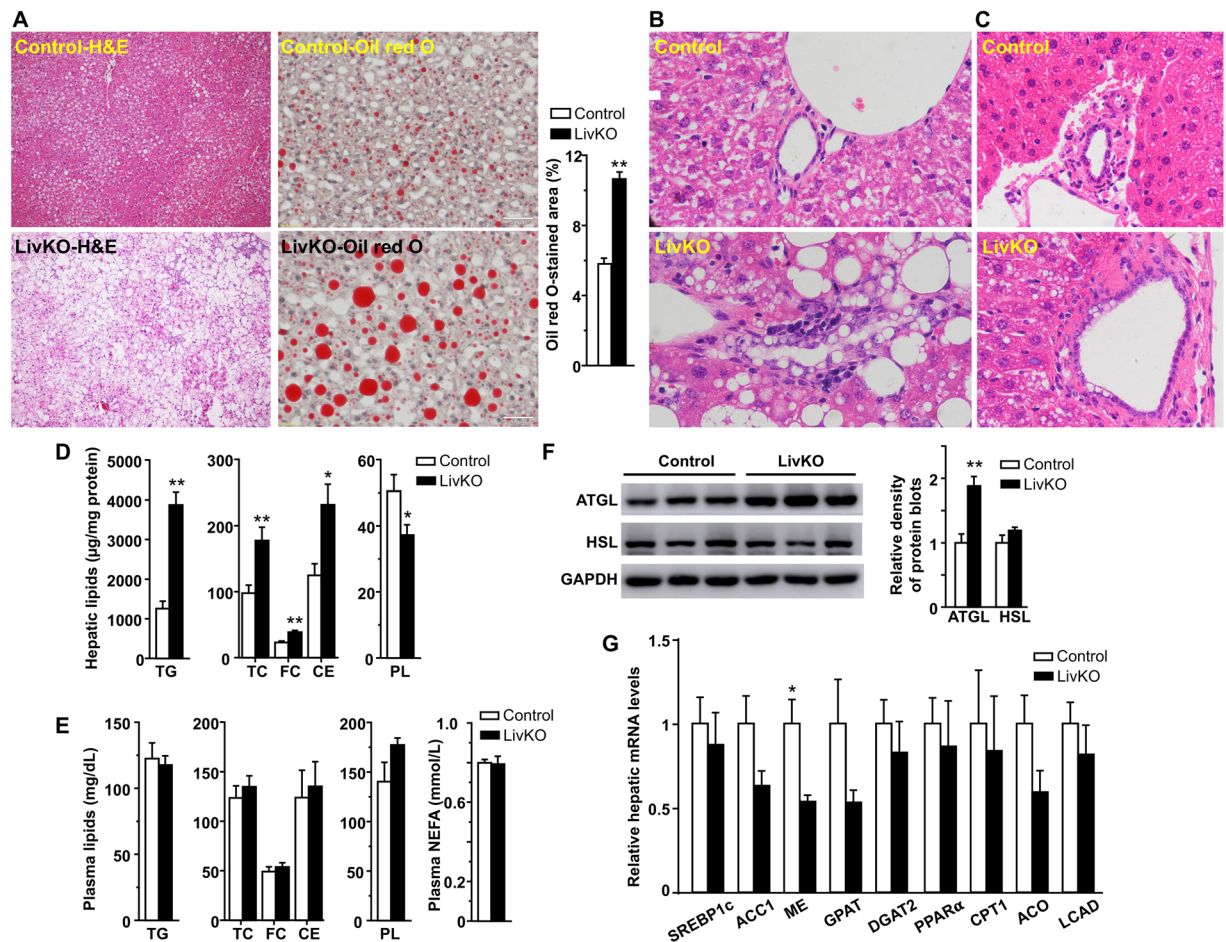 A
Control-H&E
Control-Oil red O
LivKO-H&E
LivKO-Oil red O
Control
LivKO
Oil red O-stained area (%)
12
**
8
4
0
B
Control
LivKO
C
Control
LivKO
D
Hepatic lipids (µg/mg protein)
5000
4000
3000
2000
1000
0
**
TG
300
200
100
0
**
**
*
TC FC CE
60
40
20
0
*
PL
Control
LivKO
E
Plasma lipids (mg/dL)
150
100
50
0
TG
200
150
100
50
0
TC FC CE
200
150
100
50
0
PL
Plasma NEFA (mmol/L)
1.0
0.8
0.4
0.2
0
Control
LivKO
F
Control LivKO
ATGL
HSL
GAPDH
Relative density
of protein blots
2
1
0
**
ATGL HSL
Control
LivKO
G
Relative hepatic mRNA levels
1.5
1
0.5
0
*
Control
LivKO
SREBP1c ACC1 ME GPAT DGAT2 PPARα CPT1 ACO LCAD